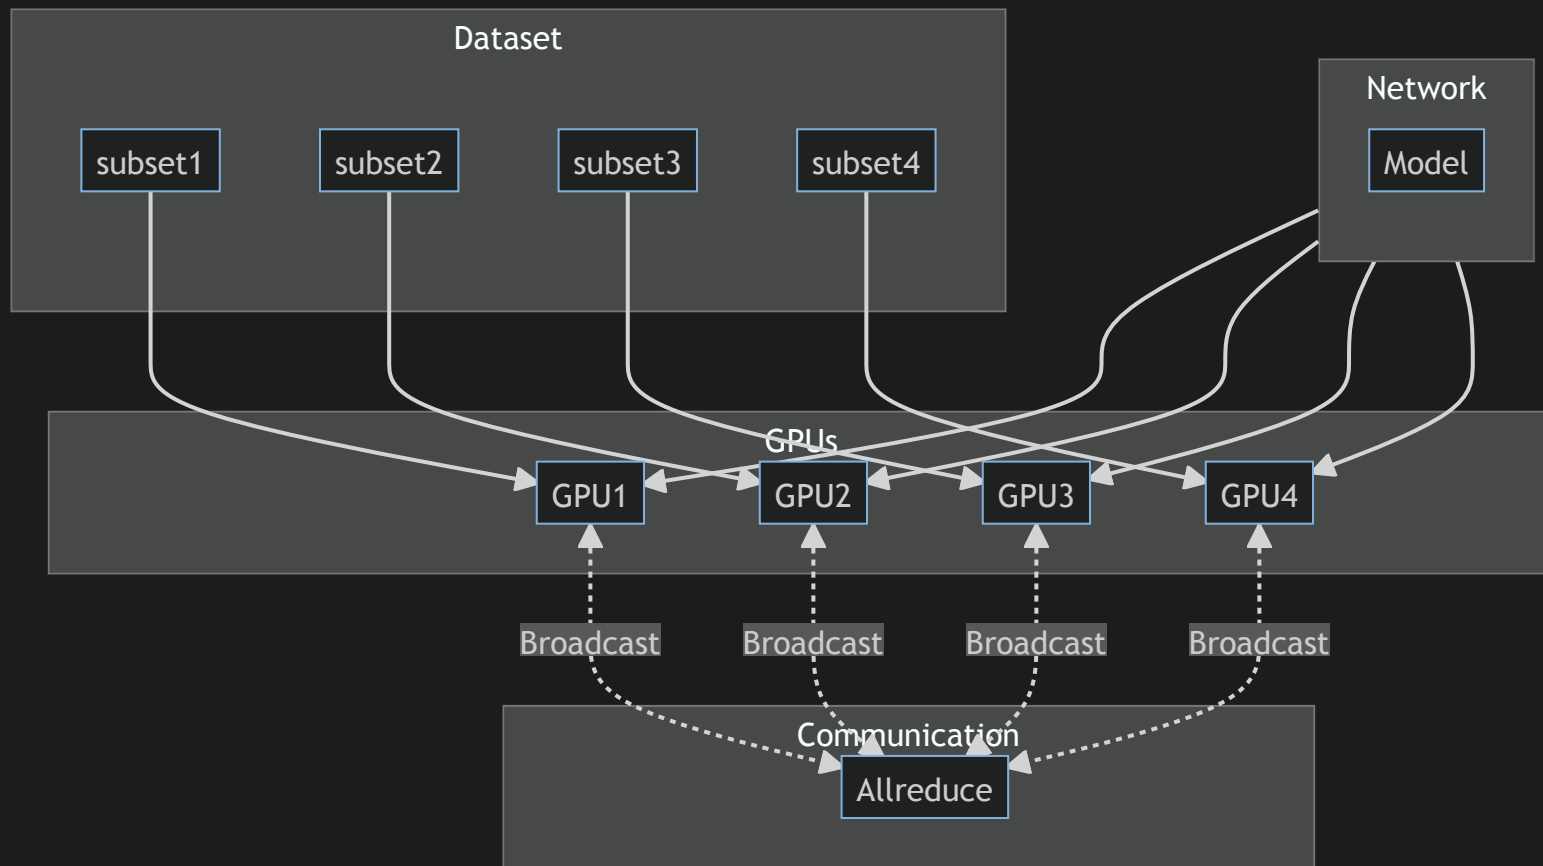 Dataset
Network
subset1
subset2
subset3
subset4
Model
GPUs
GPU1
GPU2
GPU3
GPU4
Broadcast
Broadcast
Broadcast
Broadcast
Communication
Allreduce